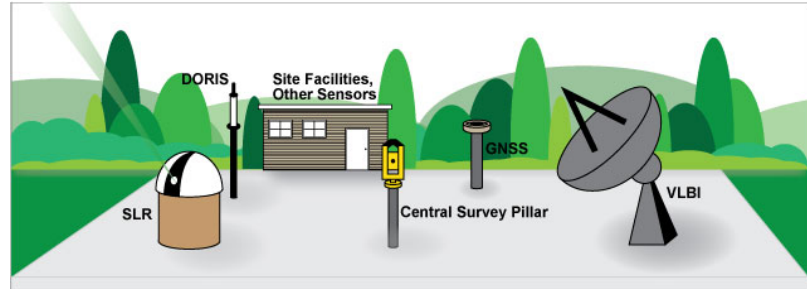 DORIS
Site Facilities,
Other Sensors
GNSS
SLR
Central Survey Pillar
VLBI